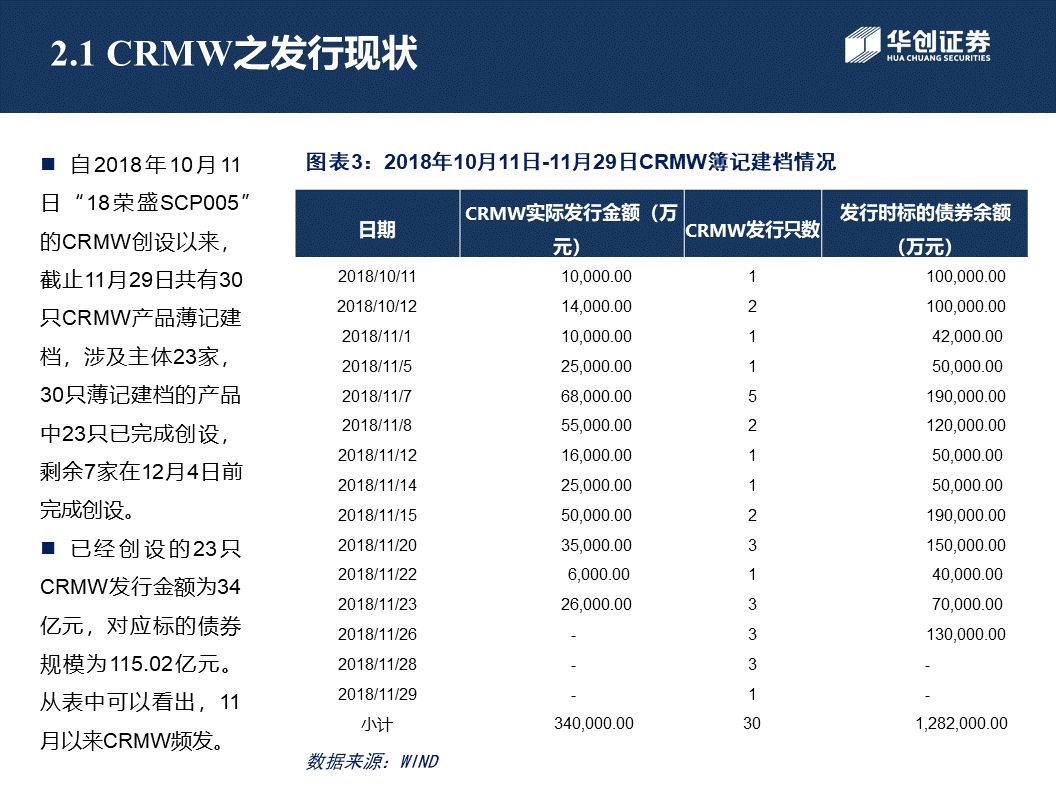 2.1 CRMW之发行现状
华创证券
HUA CHUANG SECURITIES
■ 自2018年10月11
日“18荣盛SCP005”
的CRMW创设以来，
截止11月29日共有30
只CRMW产品薄记建
档，涉及主体23家，
30只薄记建档的产品
中23只已完成创设，
剩余7家在12月4日前
完成创设。
■ 已经创设的23只
CRMW发行金额为34
亿元，对应标的债券
规模为115.02亿元。
从表中可以看出，11
月以来CRMW频发。
图表3：2018年10月11日-11月29日CRMW簿记建档情况
日期 CRMW实际发行金额（万元） CRMW发行只数 发行时标的债券余额（万元）
2018/10/11 10,000.00 1 100,000.00
2018/10/12 14,000.00 2 100,000.00
2018/11/1 10,000.00 1 42,000.00
2018/11/5 25,000.00 1 50,000.00
2018/11/7 68,000.00 5 190,000.00
2018/11/8 55,000.00 2 120,000.00
2018/11/12 16,000.00 1 50,000.00
2018/11/14 25,000.00 1 50,000.00
2018/11/15 50,000.00 2 190,000.00
2018/11/20 35,000.00 3 150,000.00
2018/11/22 6,000.00 1 40,000.00
2018/11/23 26,000.00 3 70,000.00
2018/11/26 - 3 130,000.00
2018/11/28 - 3 -
2018/11/29 - 1 -
小计 340,000.00 30 1,282,000.00
数据来源：WIND